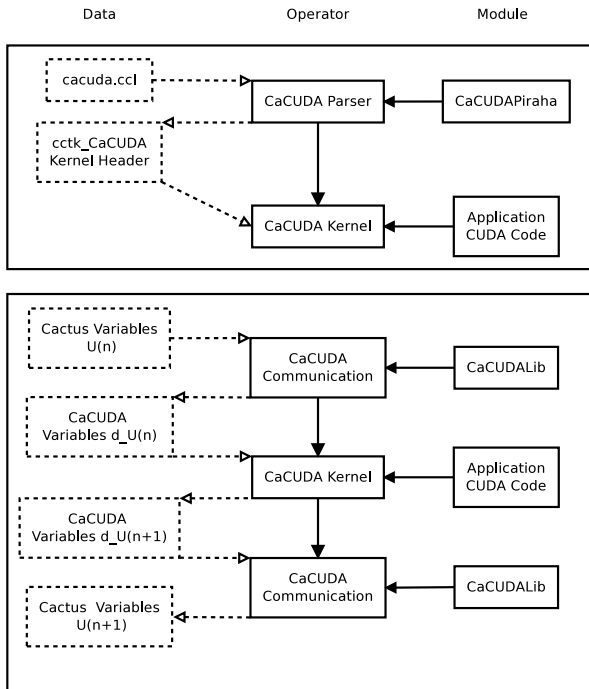 Data Operator Module
cacuda.ccl
CaCUDA Parser
CaCUDAPiraha
cctk_CaCUDA
Kernel Header
CaCUDA Kernel
Application
CUDA Code
Cactus Variables
U(n)
CaCUDA
Communication
CaCUDALib
CaCUDA
Variables d_U(n)
CaCUDA Kernel
Application
CUDA Code
CaCUDA
Variables d_U(n+1)
CaCUDA
Communication
CaCUDALib
Cactus Variables
U(n+1)